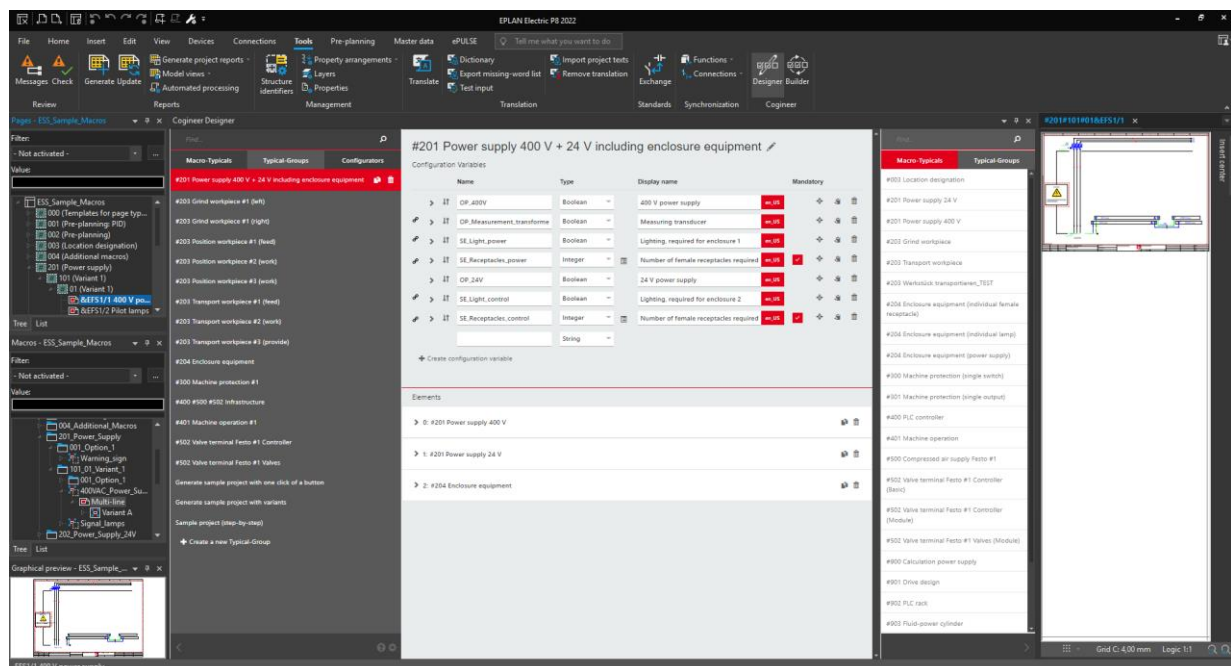 EPLAN Electric P8 2022
File Home Insert Edit View Devices Connections Tools Pre-planning Master data ePULSE Tell me what you want to do
Messages Check Generate Update
Generate project reports
Model views
Automated processing
Structure identifiers
Property arrangements
Layers
Properties
Translate
Dictionary
Export missing-word list
Test input
Import project texts
Remove translation
Exchange
Functions
Connections
Designer Builder
Review Reports Management Translation Standards Synchronization Cogineer
Pages - ESS_Sample_Macros
Filter:
- Not activated -
...
Value:
ESS_Sample_Macros
000 (Templates for page typ...
001 (Pre-planning: PID)
002 (Pre-planning)
003 (Location designation)
004 (Additional macros)
201 (Power supply)
101 (Variant 1)
01 (Variant 1)
&EFS1/1 400 V po...
&EFS1/2 Pilot lamps
Tree List
Macros - ESS_Sample_Macros
Filter:
- Not activated -
...
Value:
004_Additional_Macros
201_Power_Supply
001_Option_1
Warning_sign
101_01_Variant_1
001_Option_1
400VAC_Power_Su...
Multi-line
Variant A
Signal_lamps
202_Power_Supply_24V
Tree List
Graphical preview - ESS_Sample_...
Cogineer Designer
Find...
Macro-Typicals Typical-Groups Configurators
#201 Power supply 400 V + 24 V including enclosure equipment
#203 Grind workpiece #1 (left)
#203 Grind workpiece #1 (right)
#203 Position workpiece #1 (feed)
#203 Position workpiece #2 (work)
#203 Position workpiece #3 (work)
#203 Transport workpiece #1 (feed)
#203 Transport workpiece #2 (work)
#203 Transport workpiece #3 (provide)
#204 Enclosure equipment
#300 Machine protection #1
#400 #500 #502 Infrastructure
#401 Machine operation #1
#502 Valve terminal Festo #1 Controller
#502 Valve terminal Festo #1 Valves
Generate sample project with one click of a button
Generate sample project with variants
Sample project (step-by-step)
Create a new Typical-Group
#201 Power supply 400 V + 24 V including enclosure equipment
Configuration Variables
Name Type Display name Mandatory
OP_400V Boolean 400 V power supply en_US
OP_Measurement_transforme Boolean Measuring transducer en_US
SE_Light_power Boolean Lighting, required for enclosure 1 en_US
SE_Receptacles_power Integer Number of female receptacles required en_US
OP_24V Boolean 24 V power supply en_US
SE_Light_control Boolean Lighting, required for enclosure 2 en_US
SE_Receptacles_control Integer Number of female receptacles required en_US
String
Create configuration variable
Elements
0: #201 Power supply 400 V
1: #201 Power supply 24 V
2: #204 Enclosure equipment
Find...
Macro-Typicals Typical-Groups
#003 Location designation
#201 Power supply 24 V
#201 Power supply 400 V
#203 Grind workpiece
#203 Transport workpiece
#203 Werkstück transportieren_TEST
#204 Enclosure equipment (individual female receptacle)
#204 Enclosure equipment (individual lamp)
#204 Enclosure equipment (power supply)
#300 Machine protection (single switch)
#301 Machine protection (single output)
#400 PLC controller
#401 Machine operation
#500 Compressed air supply Festo #1
#502 Valve terminal Festo #1 Controller (Basic)
#502 Valve terminal Festo #1 Controller (Module)
#502 Valve terminal Festo #1 Valves (Module)
#900 Calculation power supply
#901 Drive design
#902 PLC rack
#903 Fluid-power cylinder
#201#101#01&EFS1/1
Insert center
Grid C: 4,00 mm Logic 1:1